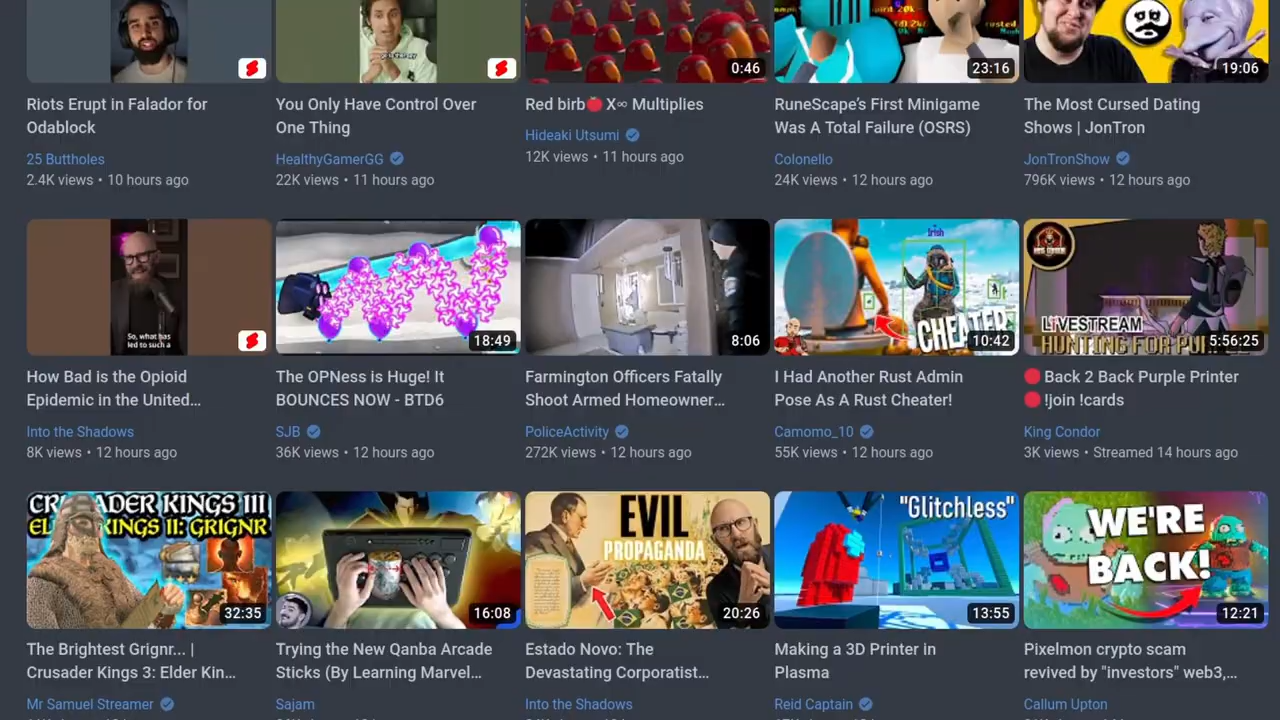 0:46
23:16
19:06
Riots Erupt in Falador for
Odablock
25 Buttholes
2.4K views • 10 hours ago
You Only Have Control Over
One Thing
HealthyGamerGG
22K views • 11 hours ago
Red birb🍅X∞ Multiplies
Hideaki Utsumi
12K views • 11 hours ago
RuneScape's First Minigame
Was A Total Failure (OSRS)
Colonello
24K views • 12 hours ago
The Most Cursed Dating
Shows | JonTron
JonTronShow
796K views • 12 hours ago
So, what has
led to such a
18:49
8:06
Irish
CHEATER
10:42
LIVESTREAM
HUNTING FOR
5:56:25
How Bad is the Opioid
Epidemic in the United...
Into the Shadows
8K views • 12 hours ago
The OPNess is Huge! It
BOUNCES NOW - BTD6
SJB
36K views • 12 hours ago
Farmington Officers Fatally
Shoot Armed Homeowner...
PoliceActivity
272K views • 12 hours ago
I Had Another Rust Admin
Pose As A Rust Cheater!
Camomo_10
55K views • 12 hours ago
🔴 Back 2 Back Purple Printer
🔴 !join !cards
King Condor
3K views • Streamed 14 hours ago
CRUSADER KINGS III
KINGS II: GRIGNR
32:35
16:08
EVIL
PROPAGANDA
20:26
"Glitchless"
13:55
WE'RE
BACK!
12:21
The Brightest Grignr... |
Crusader Kings 3: Elder Kin...
Mr Samuel Streamer
Trying the New Qanba Arcade
Sticks (By Learning Marvel...
Sajam
Estado Novo: The
Devastating Corporatist...
Into the Shadows
Making a 3D Printer in
Plasma
Reid Captain
Pixelmon crypto scam
revived by "investors" web3,...
Callum Upton